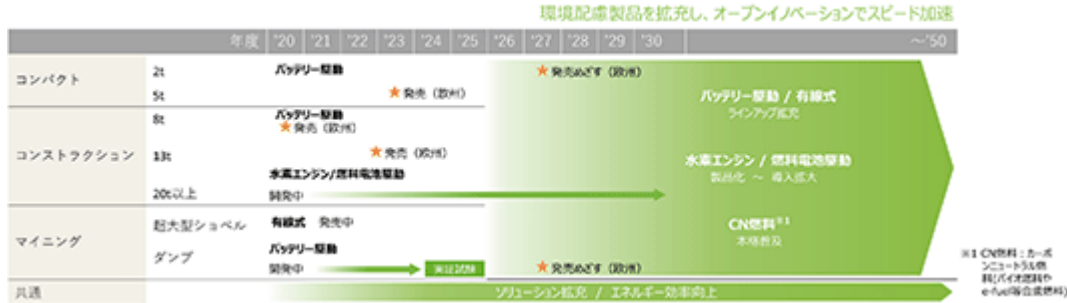 環境配慮製品を拡充し、オープンイノベーションでスピード加速
年度 '20 '21 '22 '23 '24 '25 '26 '27 '28 '29 '30 ～'50
コンパクト
2t バッテリー駆動 ★発売めざす（欧州）
5t ★発売（欧州）
コンストラクション
8t バッテリー駆動
★発売（欧州）
13t ★発売（欧州）
水素エンジン/燃料電池駆動
20t以上 開発中
マイニング
超大型ショベル 有線式 発売中
ダンプ バッテリー駆動
開発中 実証試験 ★発売めざす（欧州）
バッテリー駆動 / 有線式
ラインアップ拡充
水素エンジン / 燃料電池駆動
製品化 ～ 導入拡大
CN燃料※1
本格普及
共通 ソリューション拡充 / エネルギー効率向上
※1 CN燃料：カーボ
ンニュートラル燃
料(バイオ燃料や
e-fuel等合成燃料)